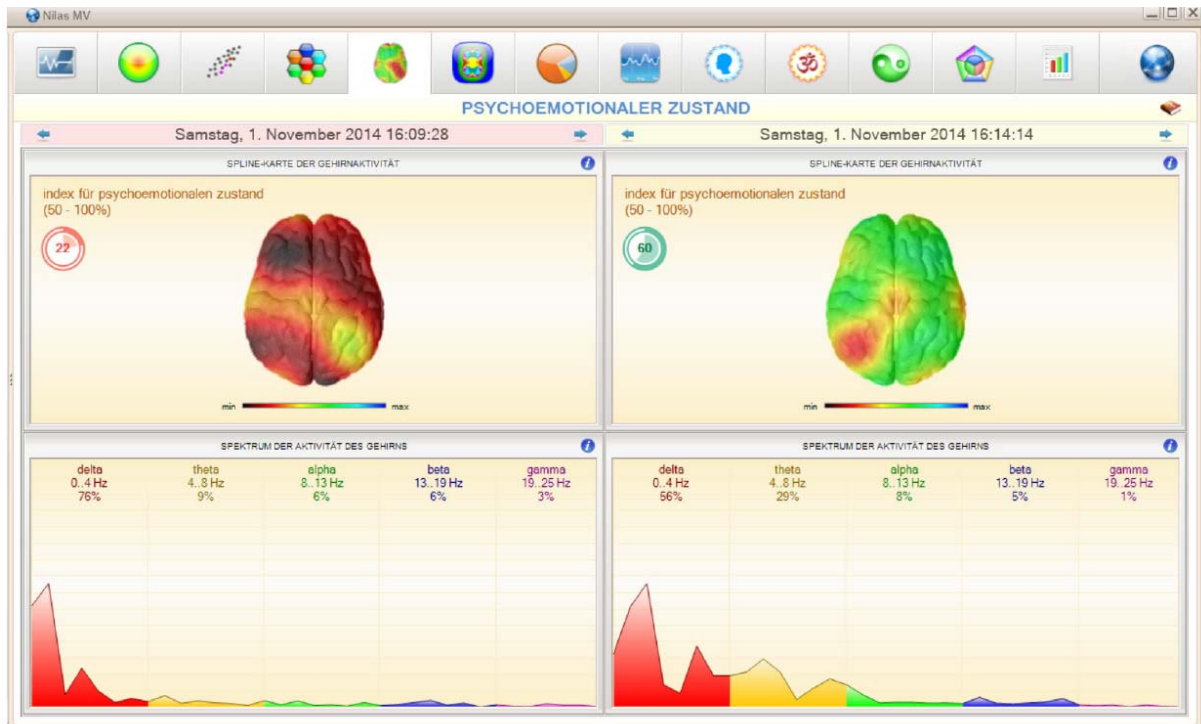 Nilas MV
PSYCHOEMOTIONALER ZUSTAND
Samstag, 1. November 2014 16:09:28
SPLINE-KARTE DER GEHIRNAKTIVITÄT
index für psychoemotionalen zustand
(50 - 100%)
22
min max
SPEKTRUM DER AKTIVITÄT DES GEHIRNS
delta theta alpha beta gamma
0..4 Hz 4..8 Hz 8..13 Hz 13..19 Hz 19..25 Hz
76% 9% 6% 6% 3%
Samstag, 1. November 2014 16:14:14
SPLINE-KARTE DER GEHIRNAKTIVITÄT
index für psychoemotionalen zustand
(50 - 100%)
60
min max
SPEKTRUM DER AKTIVITÄT DES GEHIRNS
delta theta alpha beta gamma
0..4 Hz 4..8 Hz 8..13 Hz 13..19 Hz 19..25 Hz
56% 29% 8% 5% 1%